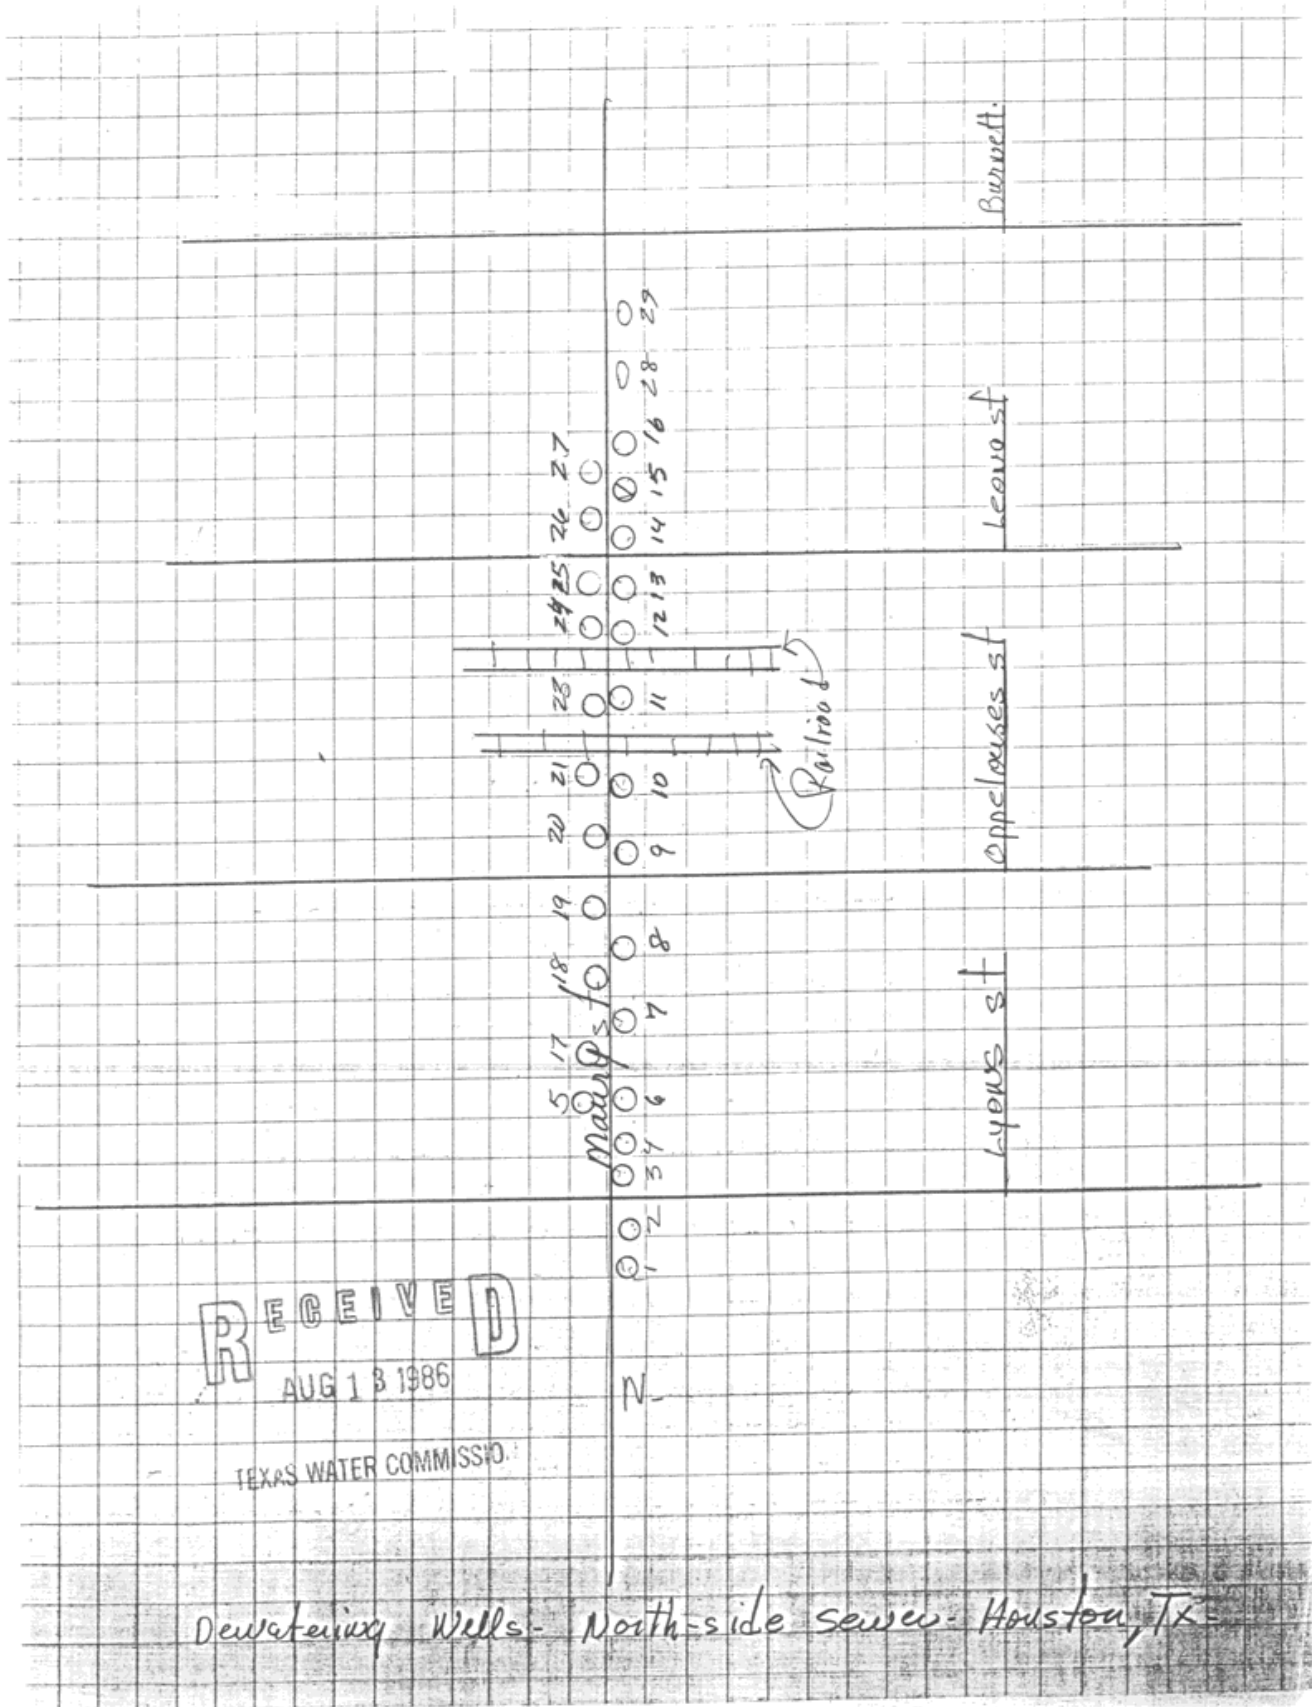 Burnett.
29
28
16
27
15
26
14
Leona st
25
13
24
12
Railroad
23
11
Oppelouses st
21
10
20
9
19
8
18
7
17
Maury st
5
6
4
3
Lyons st
2
1
RECEIVED
AUG 13 1986
TEXAS WATER COMMISSIO.
N-
Dewatering Wells- North-side sewer- Houston, TX-